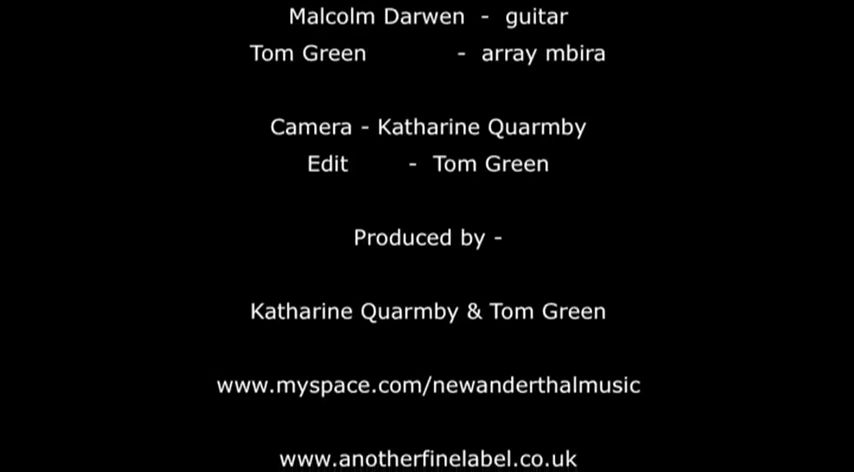 Malcolm Darwen - guitar
Tom Green - array mbira
Camera - Katharine Quarmby
Edit - Tom Green
Produced by -
Katharine Quarmby & Tom Green
www.myspace.com/newanderthalmusic
www.anotherfinelabel.co.uk